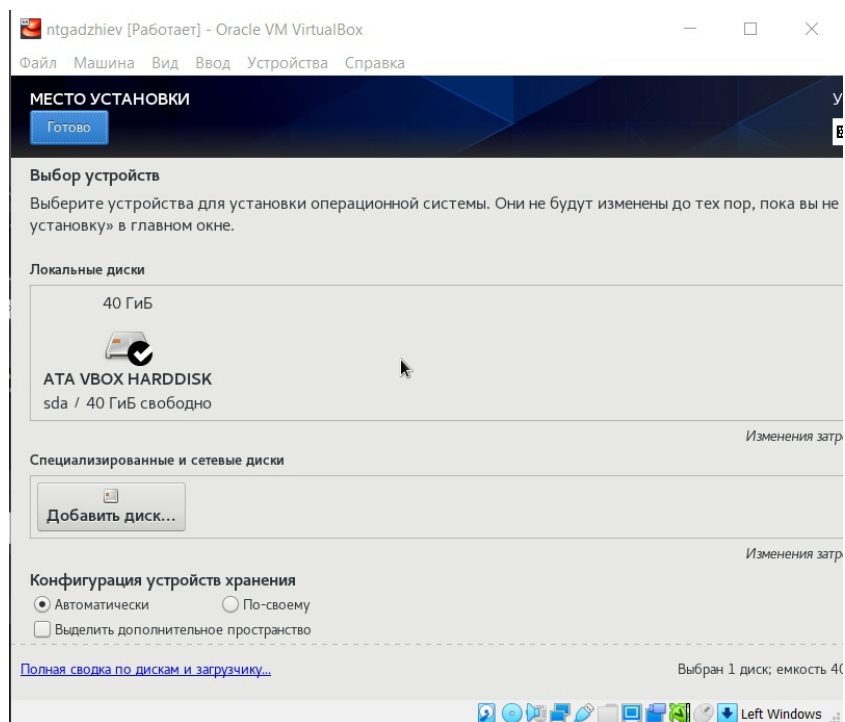 ntgadzhiev [Работает] - Oracle VM VirtualBox
Файл Машина Вид Ввод Устройства Справка
МЕСТО УСТАНОВКИ
У
Готово
Выбор устройств
Выберите устройства для установки операционной системы. Они не будут изменены до тех пор, пока вы не
установку» в главном окне.
Локальные диски
40 ГиБ
ATA VBOX HARDDISK
sda / 40 ГиБ свободно
Изменения затр
Специализированные и сетевые диски
Добавить диск...
Изменения затр
Конфигурация устройств хранения
Автоматически По-своему
Выделить дополнительное пространство
Полная сводка по дискам и загрузчику...
Выбран 1 диск; емкость 40
Left Windows